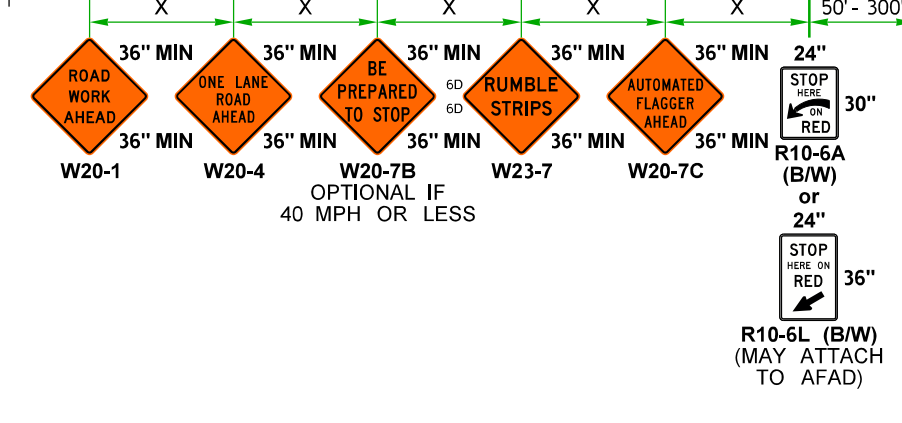 X X X X X 50' - 300'
ROAD
WORK
AHEAD
36" MIN
36" MIN
W20-1
ONE LANE
ROAD
AHEAD
36" MIN
36" MIN
W20-4
BE
PREPARED
TO STOP
36" MIN
36" MIN
W20-7B
OPTIONAL IF
40 MPH OR LESS
6D
6D
RUMBLE
STRIPS
36" MIN
36" MIN
W23-7
AUTOMATED
FLAGGER
AHEAD
36" MIN
36" MIN
W20-7C
24"
STOP
HERE
ON
RED
30"
R10-6A
(B/W)
or
24"
STOP
HERE ON
RED
36"
R10-6L (B/W)
(MAY ATTACH
TO AFAD)